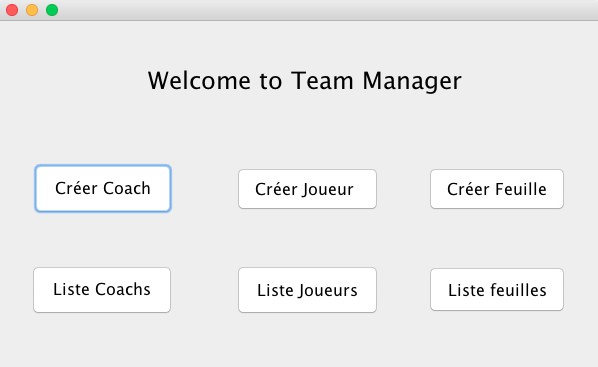 Welcome to Team Manager
Créer Coach
Créer Joueur
Créer Feuille
Liste Coachs
Liste Joueurs
Liste feuilles